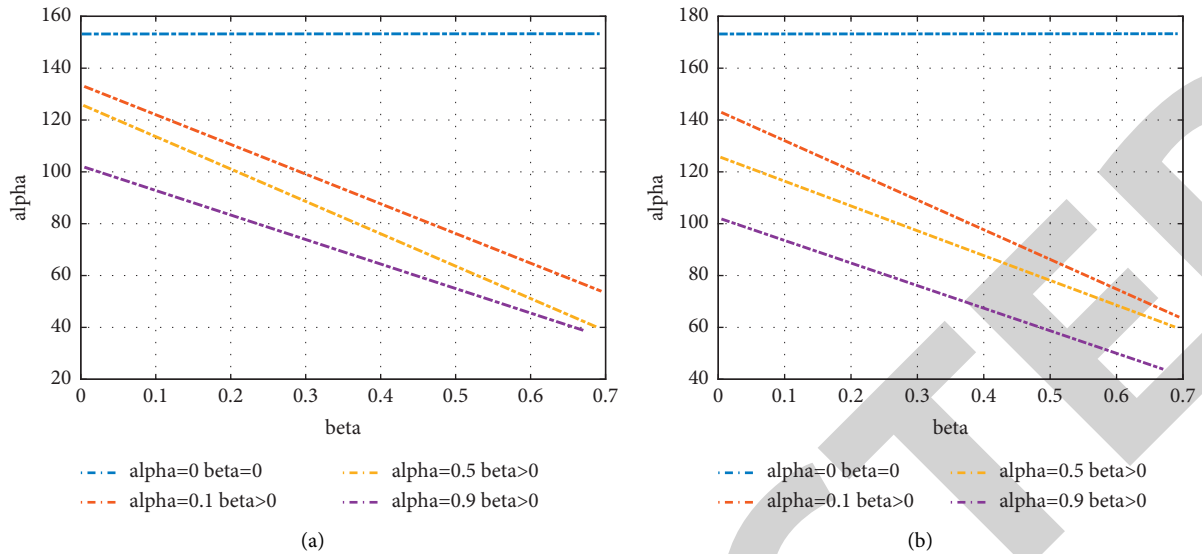 160
140
120
100
80
60
40
20
alpha
0 0.1 0.2 0.3 0.4 0.5 0.6 0.7
beta
alpha=0 beta=0
alpha=0.5 beta>0
alpha=0.1 beta>0
alpha=0.9 beta>0
(a)
180
160
140
120
100
80
60
40
alpha
0 0.1 0.2 0.3 0.4 0.5 0.6 0.7
beta
alpha=0 beta=0
alpha=0.5 beta>0
alpha=0.1 beta>0
alpha=0.9 beta>0
(b)